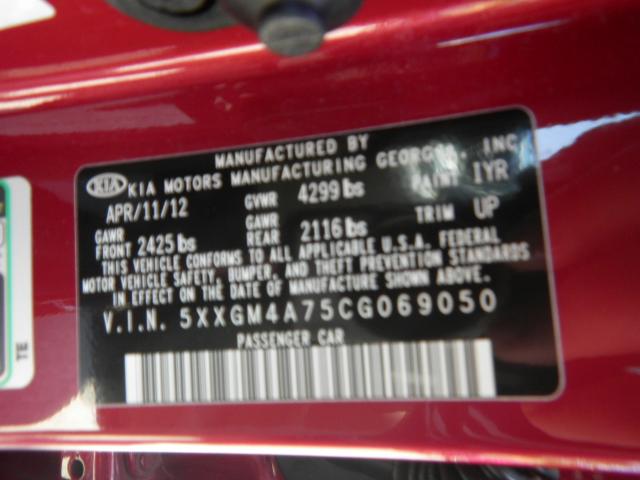 MANUFACTURED BY
KIA KIA MOTORS MANUFACTURING GEORGIA, INC.
APR/11/12 GVWR 4299 lbs PAINT IYR
GAWR FRONT 2425 lbs GAWR REAR 2116 lbs TRIM UP
THIS VEHICLE CONFORMS TO ALL APPLICABLE U.S.A. FEDERAL
MOTOR VEHICLE SAFETY, BUMPER, AND THEFT PREVENTION STANDARDS
IN EFFECT ON THE DATE OF MANUFACTURE SHOWN ABOVE.
V.I.N. 5XXGM4A75CG069050
PASSENGER CAR
TE